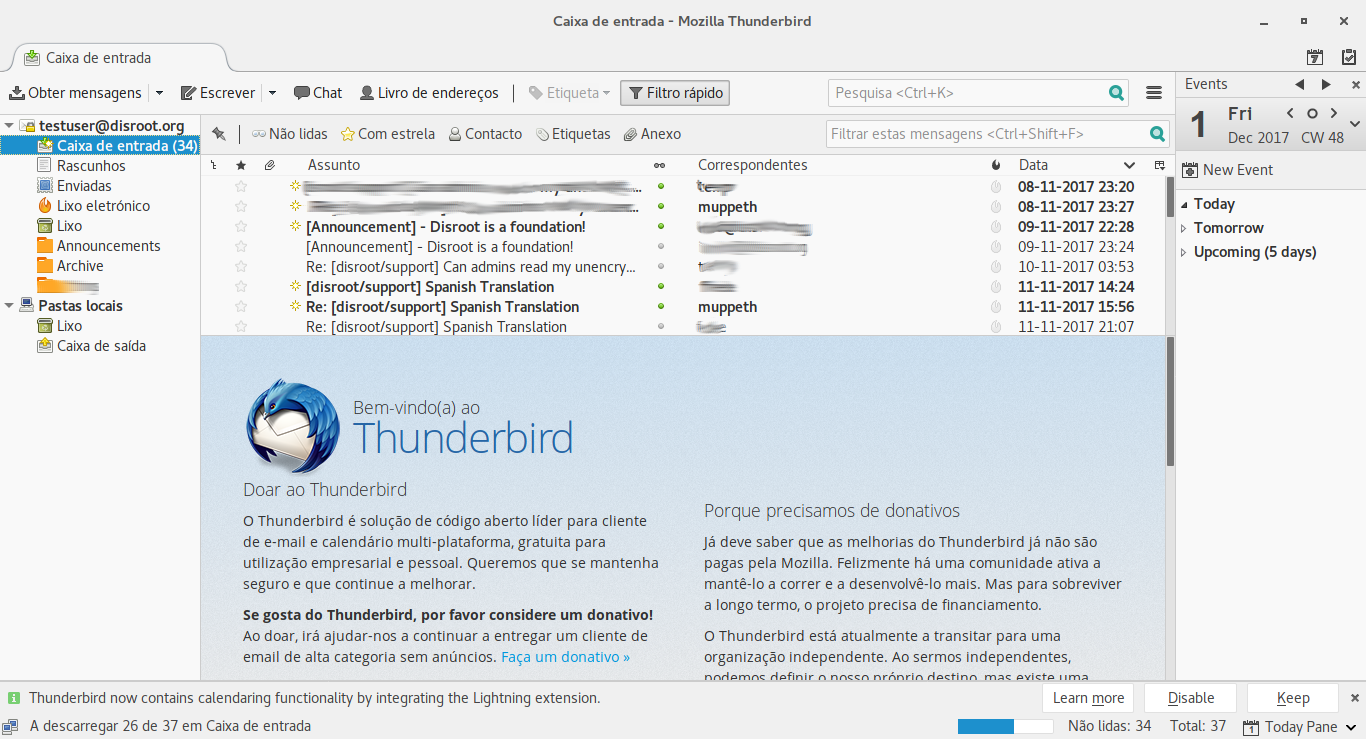 Caixa de entrada - Mozilla Thunderbird
Caixa de entrada
7
Obter mensagens
Escrever
Chat
Livro de endereços
Etiqueta
Filtro rápido
Pesquisa <Ctrl+K>
Events
1
Fri
Dec 2017 CW 48
New Event
Today
Tomorrow
Upcoming (5 days)
testuser@disroot.org
Caixa de entrada (34)
Rascunhos
Enviadas
Lixo eletrónico
Lixo
Announcements
Archive
Pastas locais
Lixo
Caixa de saída
Não lidas
Com estrela
Contacto
Etiquetas
Anexo
Filtrar estas mensagens <Ctrl+Shift+F>
Assunto Correspondentes Data
08-11-2017 23:20
muppeth 08-11-2017 23:27
[Announcement] - Disroot is a foundation! 09-11-2017 22:28
[Announcement] - Disroot is a foundation! 09-11-2017 23:24
Re: [disroot/support] Can admins read my unency... 10-11-2017 03:53
[disroot/support] Spanish Translation 11-11-2017 14:24
Re: [disroot/support] Spanish Translation muppeth 11-11-2017 15:56
Re: [disroot/support] Spanish Translation 11-11-2017 21:07
Bem-vindo(a) ao
Thunderbird
Doar ao Thunderbird
O Thunderbird é solução de código aberto líder para cliente
de e-mail e calendário multi-plataforma, gratuita para
utilização empresarial e pessoal. Queremos que se mantenha
seguro e que continue a melhorar.
Se gosta do Thunderbird, por favor considere um donativo!
Ao doar, irá ajudar-nos a continuar a entregar um cliente de
email de alta categoria sem anúncios. Faça um donativo »
Porque precisamos de donativos
Já deve saber que as melhorias do Thunderbird já não são
pagas pela Mozilla. Felizmente há uma comunidade ativa a
mantê-lo a correr e a desenvolvê-lo mais. Mas para sobreviver
a longo termo, o projeto precisa de financiamento.
O Thunderbird está atualmente a transitar para uma
organização independente. Ao sermos independentes,
podemos definir o nosso próprio destino, mas existe uma
Thunderbird now contains calendaring functionality by integrating the Lightning extension.
Learn more
Disable
Keep
A descarregar 26 de 37 em Caixa de entrada
Não lidas: 34
Total: 37
1
Today Pane